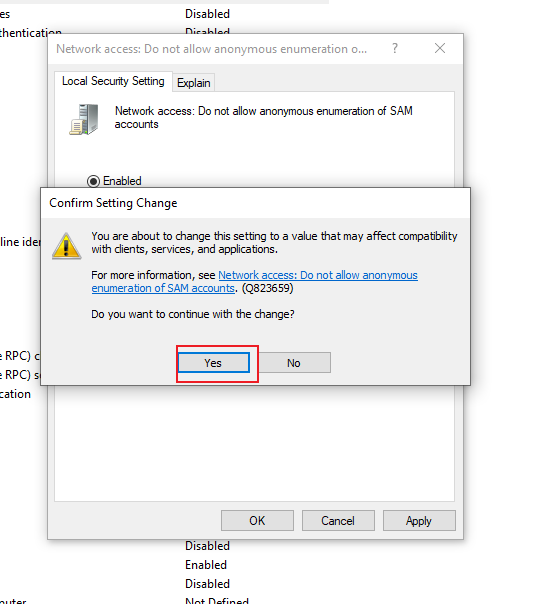 es Disabled
thentication Disabled
Network access: Do not allow anonymous enumeration o... ?
Local Security Setting Explain
Network access: Do not allow anonymous enumeration of SAM
accounts
Enabled
Confirm Setting Change
line iden
You are about to change this setting to a value that may affect compatibility
with clients, services, and applications.
For more information, see Network access: Do not allow anonymous
enumeration of SAM accounts. (Q823659)
Do you want to continue with the change?
e RPC) c
Yes No
e RPC) se
ication
OK Cancel Apply
Disabled
Enabled
Disabled
mputer Not Defined